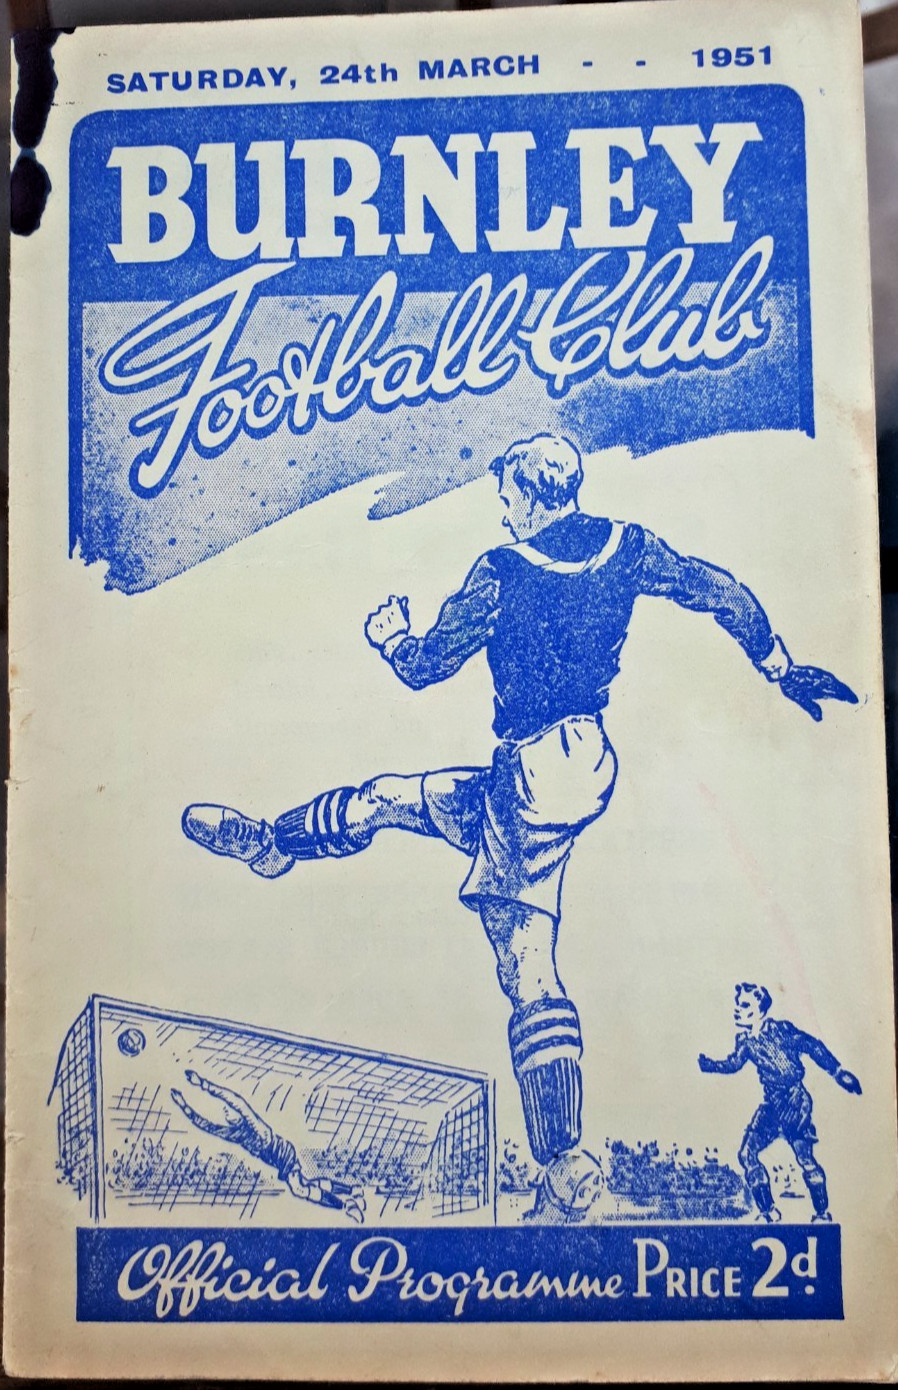 SATURDAY, 24th MARCH - - 1951
BURNLEY
Football Club
Official Programme PRICE 2d.